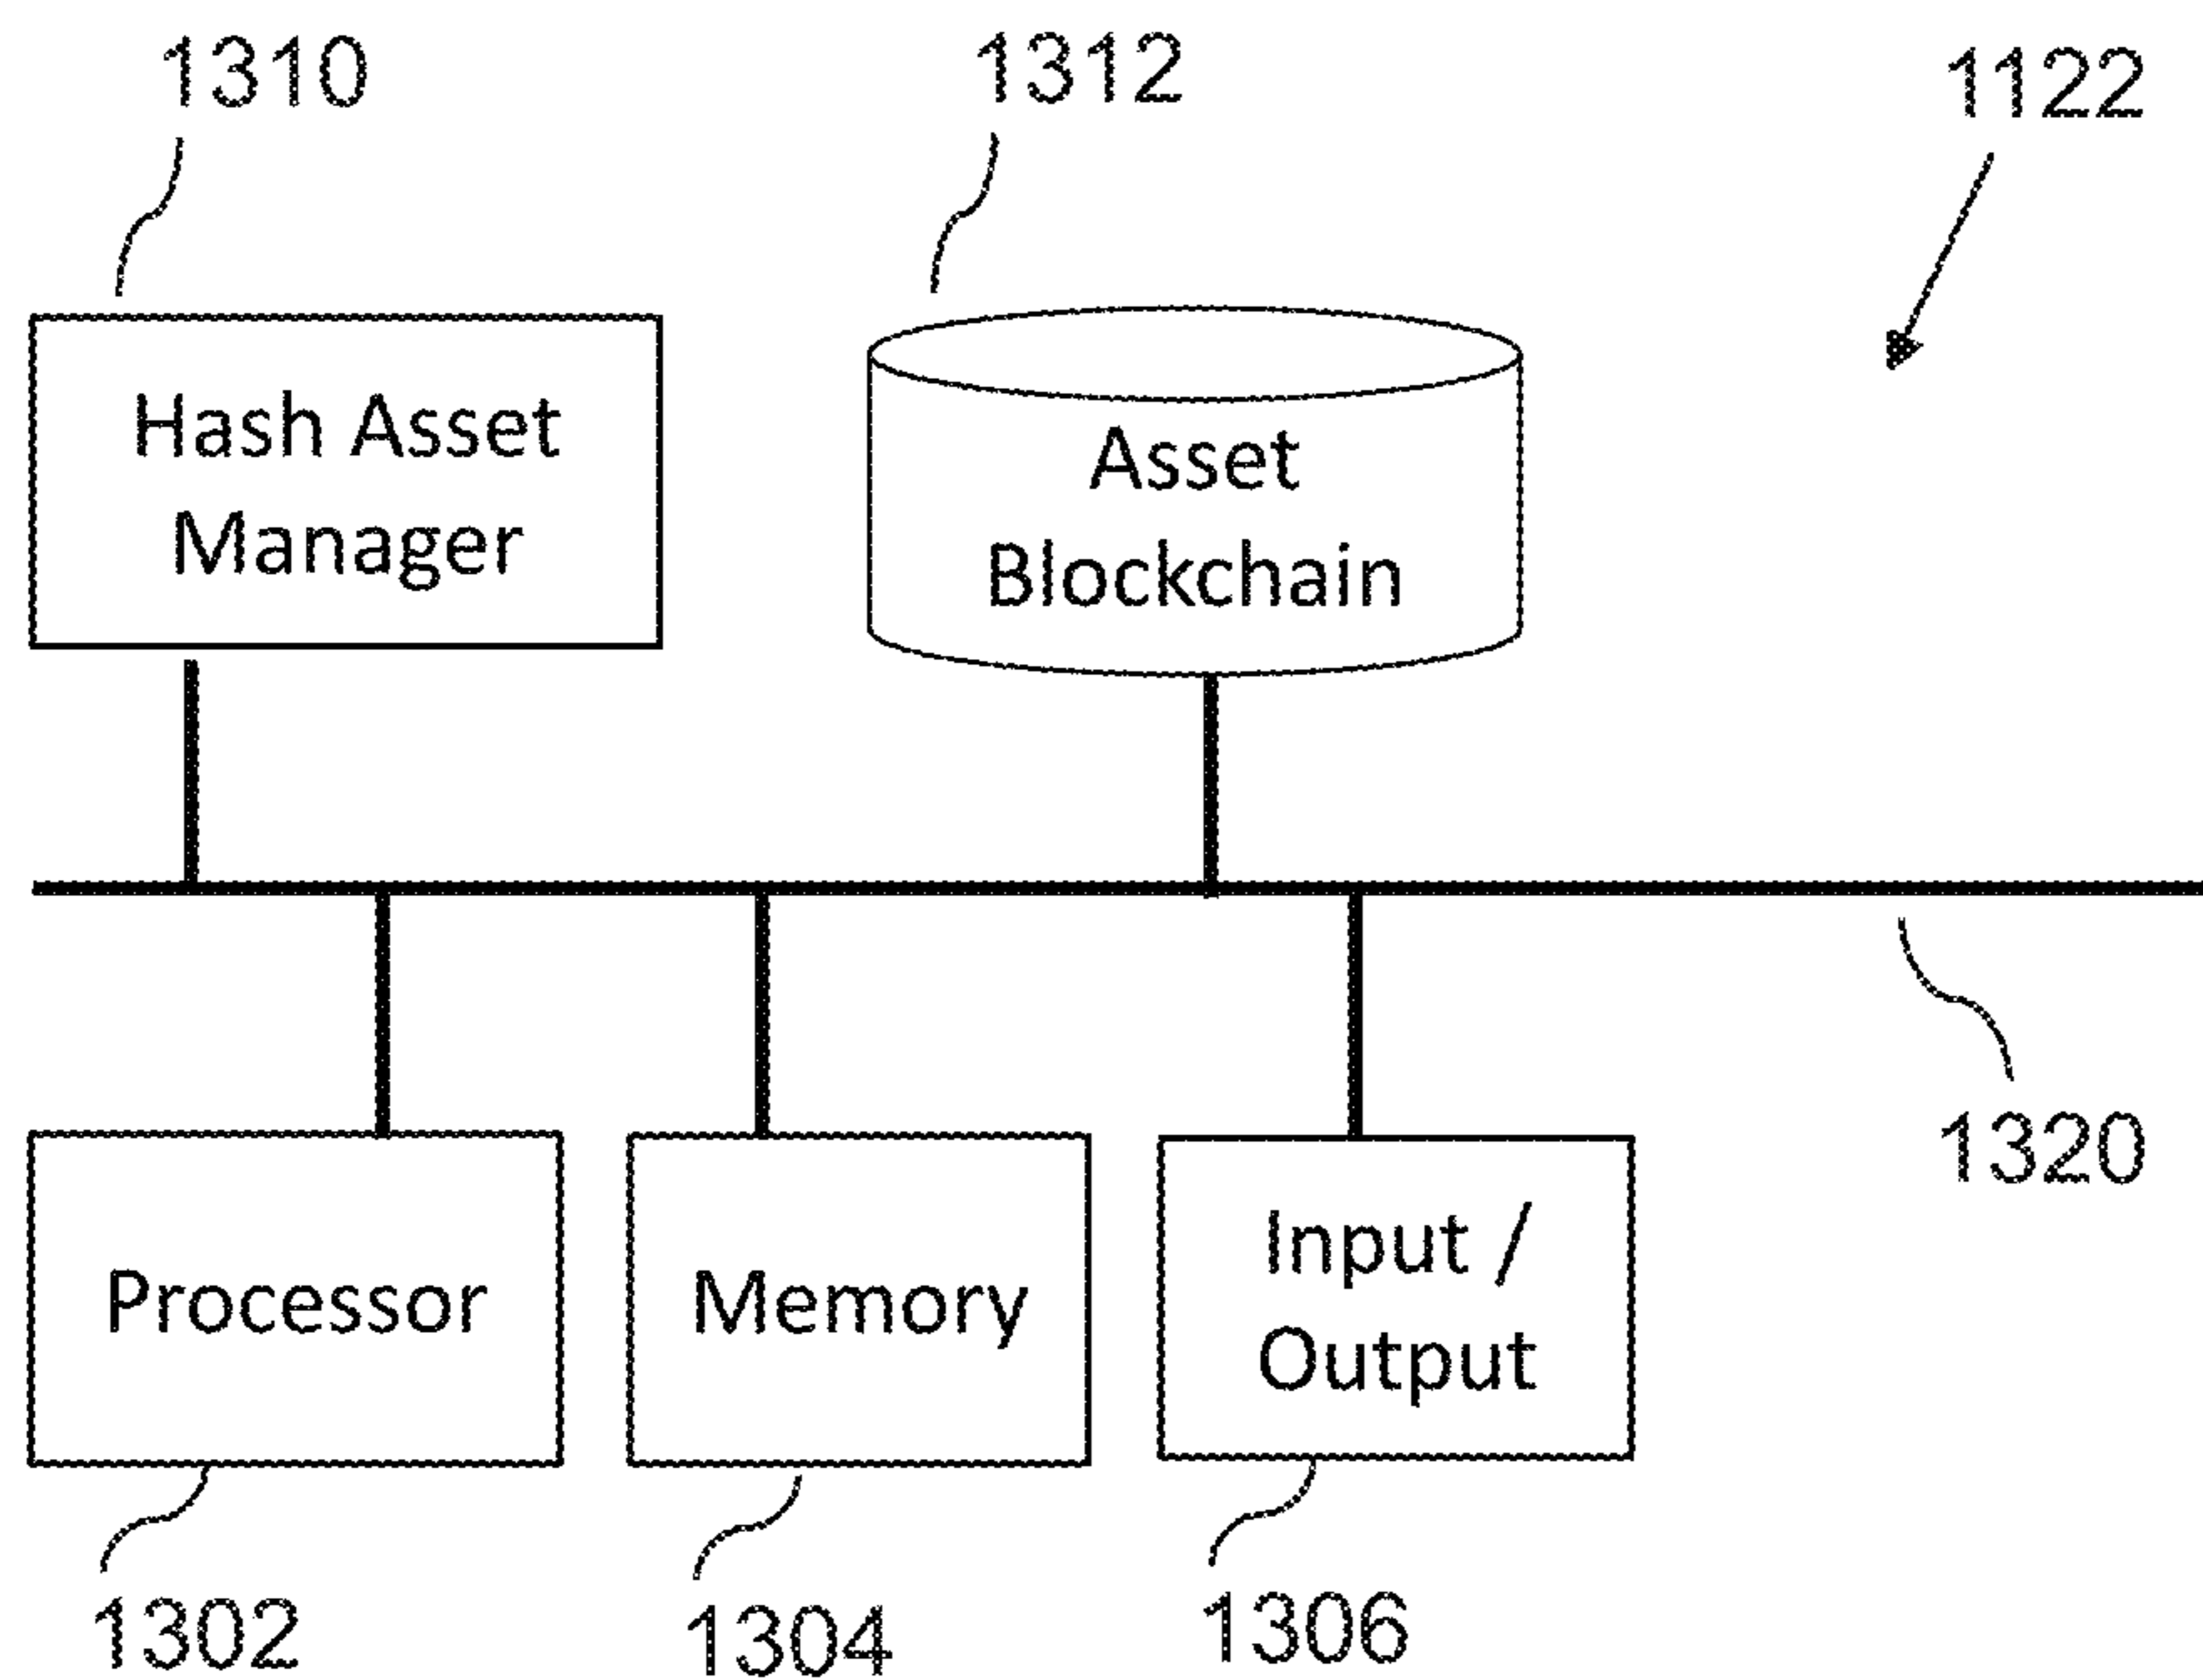 1310
1312
1122
Hash Asset
Manager
Asset
Blockchain
1320
Processor
Memory
Input /
Output
1302
1304
1306